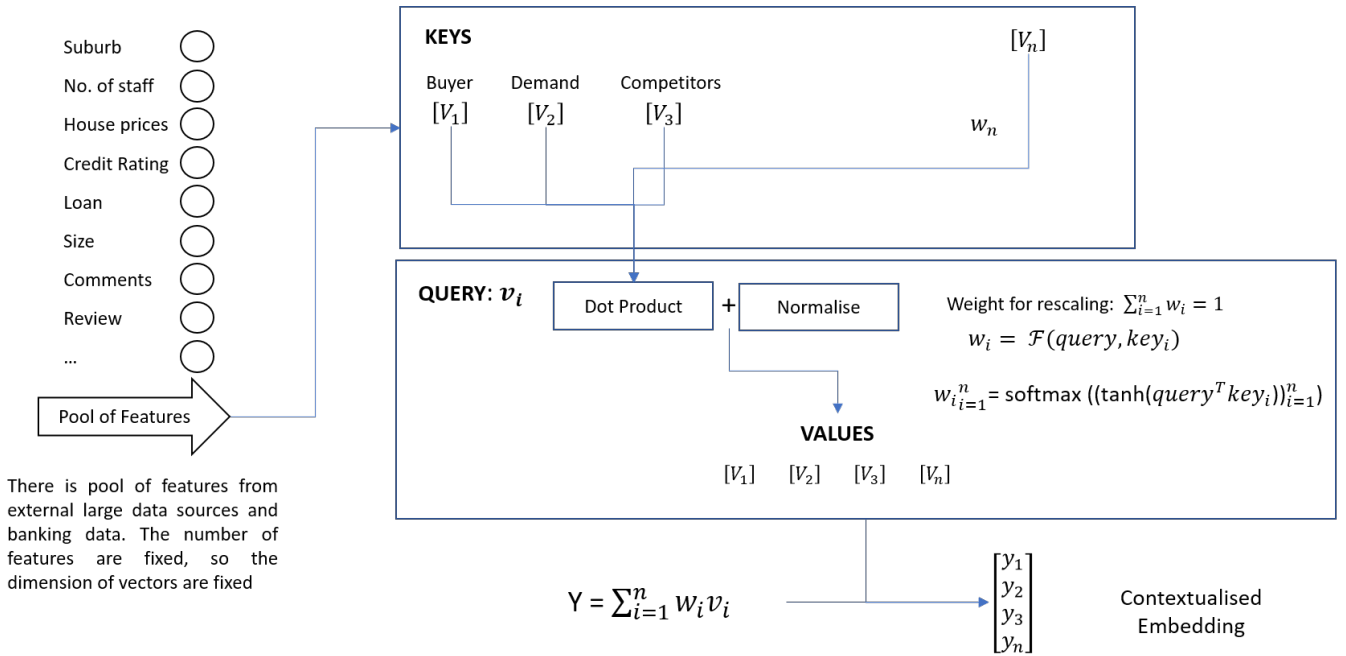 Suburb
No. of staff
House prices
Credit Rating
Loan
Size
Comments
Review
...
Pool of Features
There is pool of features from
external large data sources and
banking data. The number of
features are fixed, so the
dimension of vectors are fixed
KEYS
Buyer Demand Competitors
[V₁] [V₂] [V₃]
[Vₙ]
wₙ
QUERY: vᵢ
Dot Product + Normalise
Weight for rescaling: ∑ⁿᵢ₌₁ wᵢ = 1
wᵢ = ℱ(query, keyᵢ)
wᵢⁿᵢ₌₁= softmax ((tanh(queryᵀkeyᵢ))ⁿᵢ₌₁)
VALUES
[V₁] [V₂] [V₃] [Vₙ]
Y = ∑ⁿᵢ₌₁ wᵢvᵢ
y₁
y₂
y₃
yₙ
Contextualised
Embedding